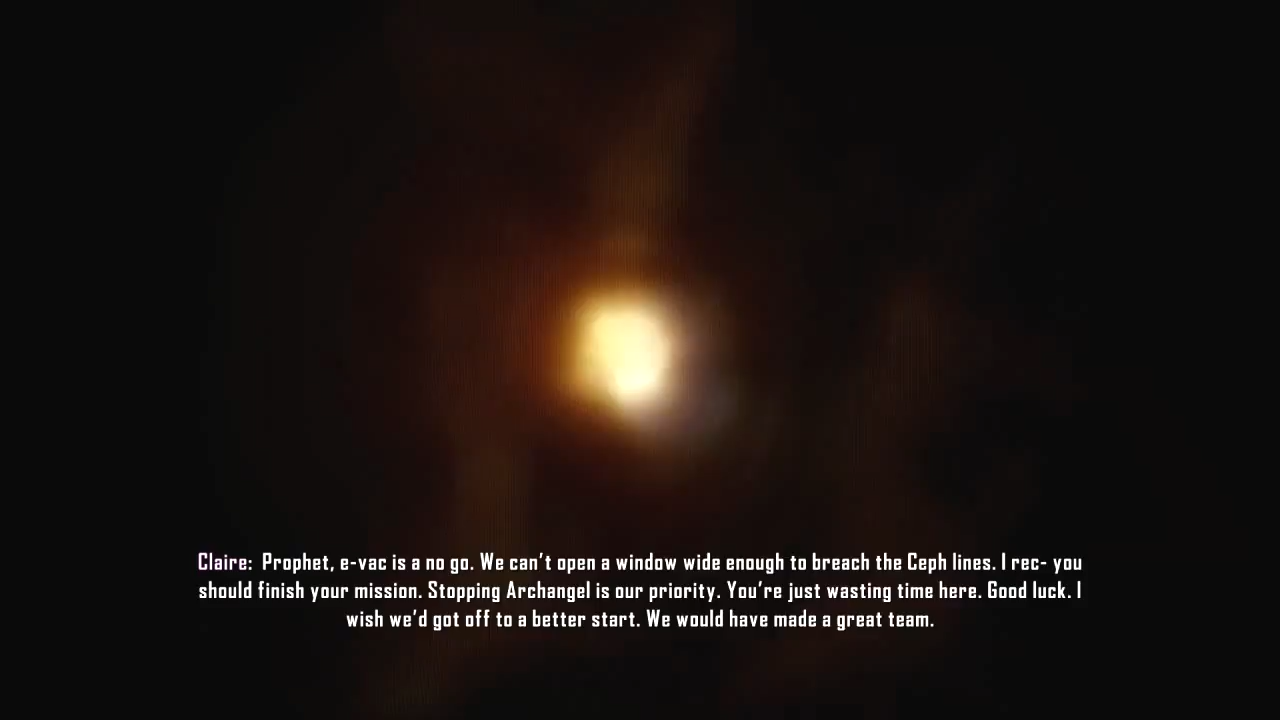 Claire: Prophet, e-vac is a no go. We can't open a window wide enough to breach the Ceph lines. I rec- you
should finish your mission. Stopping Archangel is our priority. You're just wasting time here. Good luck. I
wish we'd got off to a better start. We would have made a great team.